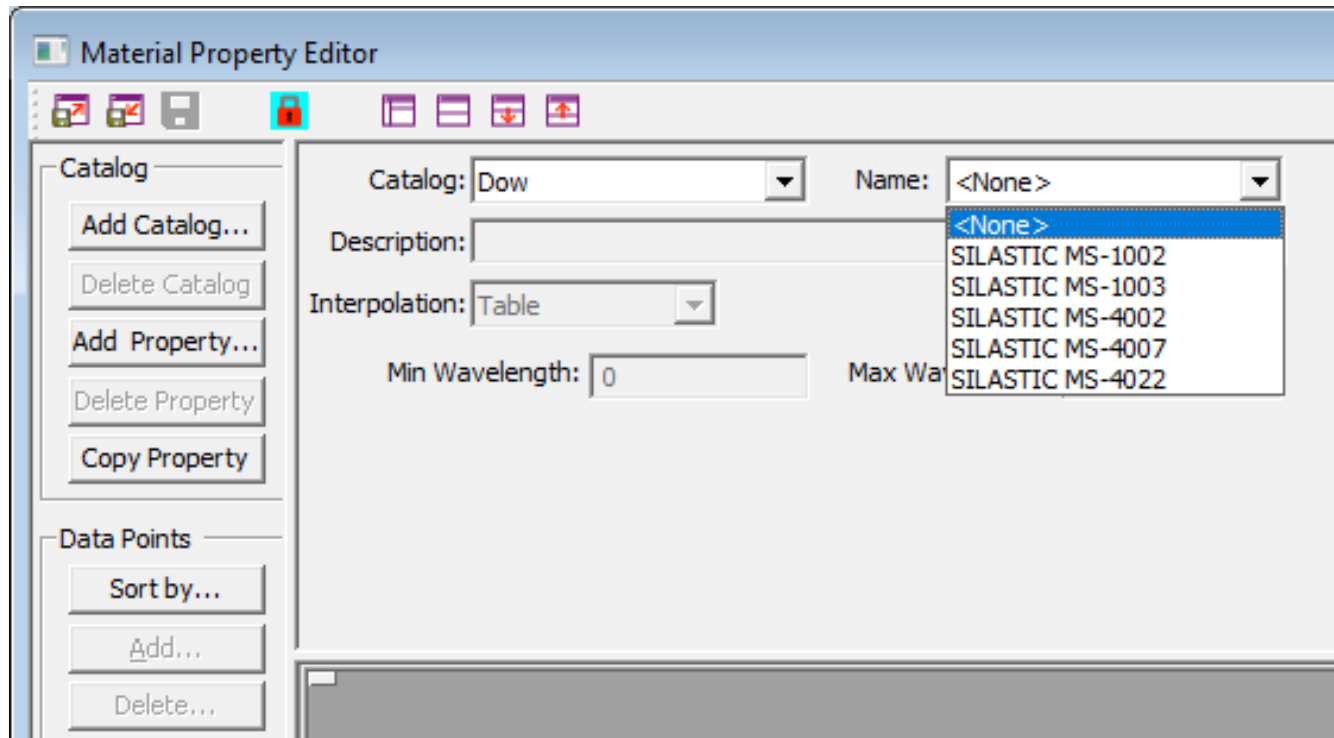 Material Property Editor
Catalog
Add Catalog...
Delete Catalog
Add Property...
Delete Property
Copy Property
Data Points
Sort by...
Add...
Delete...
Catalog: Dow
Name: <None>
<None>
SILASTIC MS-1002
SILASTIC MS-1003
SILASTIC MS-4002
SILASTIC MS-4007
SILASTIC MS-4022
Description:
Interpolation: Table
Min Wavelength: 0
Max Wa